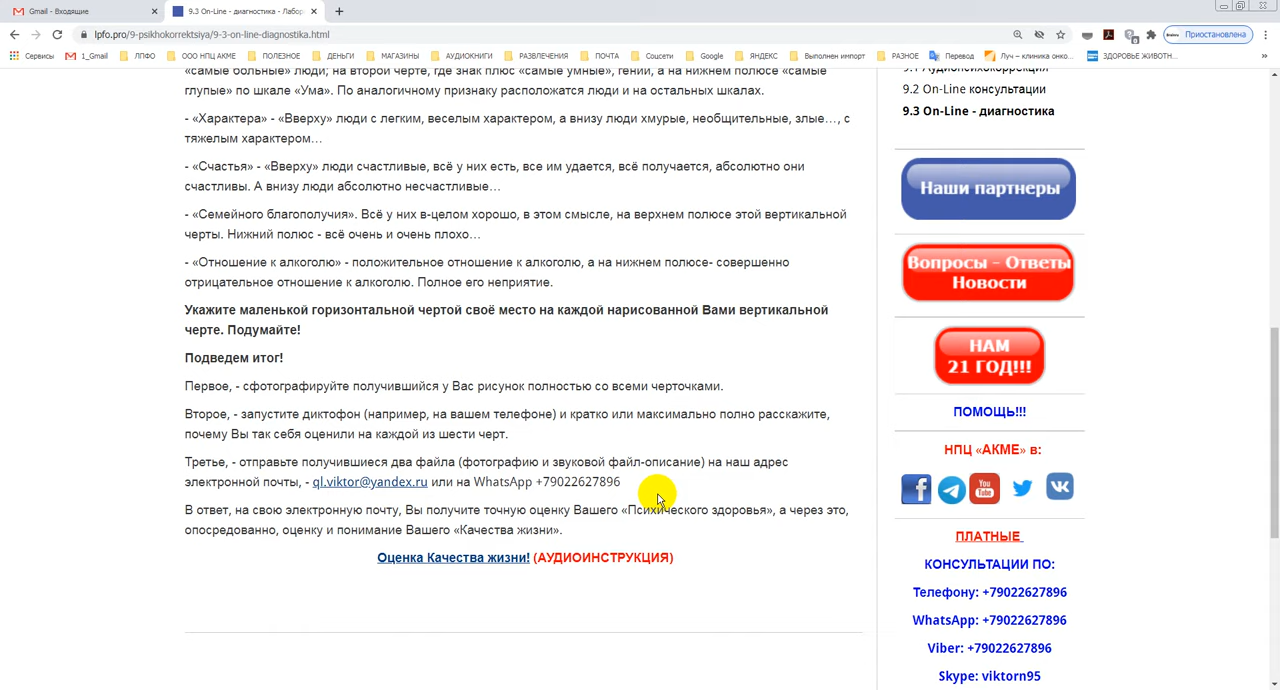 Gmail - Входящие
9.3 On-Line - диагностика - Лабор
lpfo.pro/9-psikhokorrektsiya/9-3-on-line-diagnostika.html
Приостановлена
Сервисы 1_Gmail ЛПФО ООО НПЦ АКМЕ ПОЛЕЗНОЕ ДЕНЬГИ МАГАЗИНЫ АУДИОКНИГИ РАЗВЛЕЧЕНИЯ ПОЧТА Соцсети Google ЯНДЕКС Выполнен импорт РАЗНОЕ Перевод Луч – клиника онко... ЗДОРОВЬЕ ЖИВОТН...
«самые больные» люди; на второй черте, где знак плюс «самые умные», гении, а на нижнем полюсе «самые
глупые» по шкале «Ума». По аналогичному признаку расположатся люди и на остальных шкалах.
- «Характера» - «Вверху» люди с легким, веселым характером, а внизу люди хмурые, необщительные, злые…, с
тяжелым характером…
- «Счастья» - «Вверху» люди счастливые, всё у них есть, все им удается, всё получается, абсолютно они
счастливы. А внизу люди абсолютно несчастливые…
- «Семейного благополучия». Всё у них в-целом хорошо, в этом смысле, на верхнем полюсе этой вертикальной
черты. Нижний полюс - всё очень и очень плохо…
- «Отношение к алкоголю» - положительное отношение к алкоголю, а на нижнем полюсе- совершенно
отрицательное отношение к алкоголю. Полное его неприятие.
Укажите маленькой горизонтальной чертой своё место на каждой нарисованной Вами вертикальной
черте. Подумайте!
Подведем итог!
Первое, - сфотографируйте получившийся у Вас рисунок полностью со всеми черточками.
Второе, - запустите диктофон (например, на вашем телефоне) и кратко или максимально полно расскажите,
почему Вы так себя оценили на каждой из шести черт.
Третье, - отправьте получившиеся два файла (фотографию и звуковой файл-описание) на наш адрес
электронной почты, - ql.viktor@yandex.ru или на WhatsApp +79022627896
В ответ, на свою электронную почту, Вы получите точную оценку Вашего «Психического здоровья», а через это,
опосредованно, оценку и понимание Вашего «Качества жизни».
Оценка Качества жизни! (АУДИОИНСТРУКЦИЯ)
9.1 Аудиопсихокоррекция
9.2 On-Line консультации
9.3 On-Line - диагностика
Наши партнеры
Вопросы - Ответы
Новости
НАМ
21 ГОД!!!
ПОМОЩЬ!!!
НПЦ «АКМЕ» в:
You
Tube
ПЛАТНЫЕ
КОНСУЛЬТАЦИИ ПО:
Телефону: +79022627896
WhatsApp: +79022627896
Viber: +79022627896
Skype: viktorn95